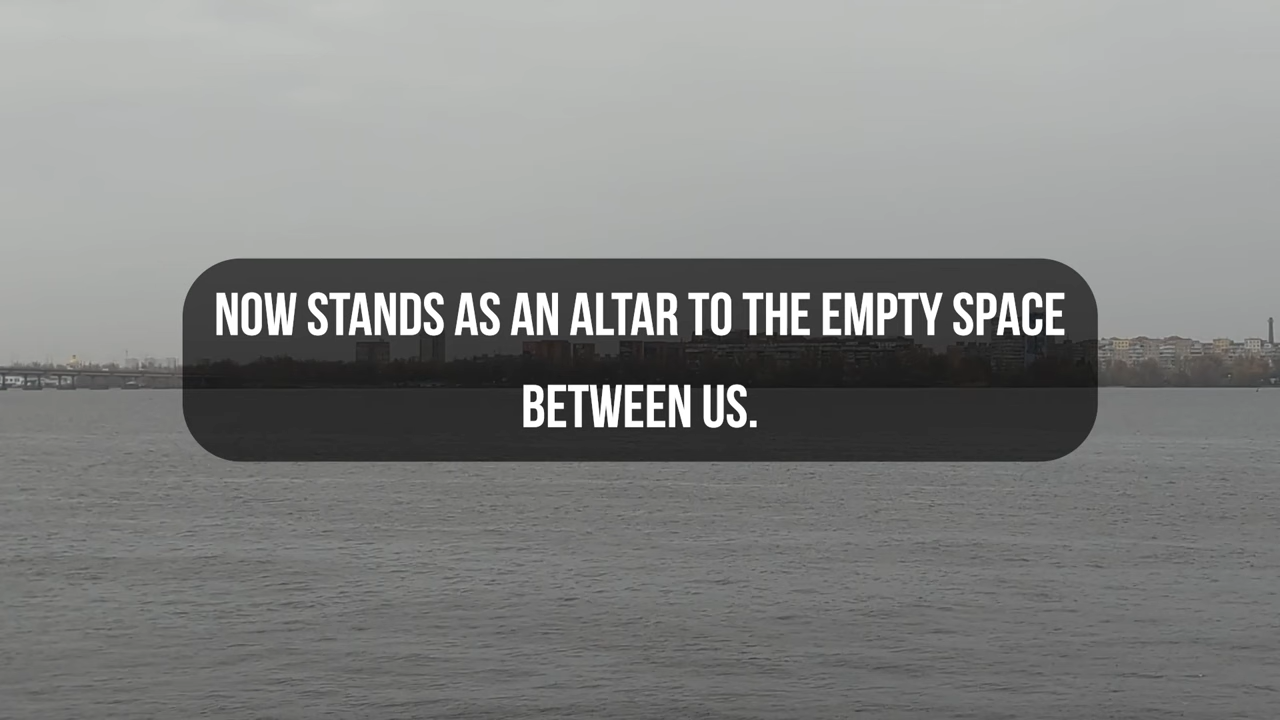 NOW STANDS AS AN ALTAR TO THE EMPTY SPACE
BETWEEN US.